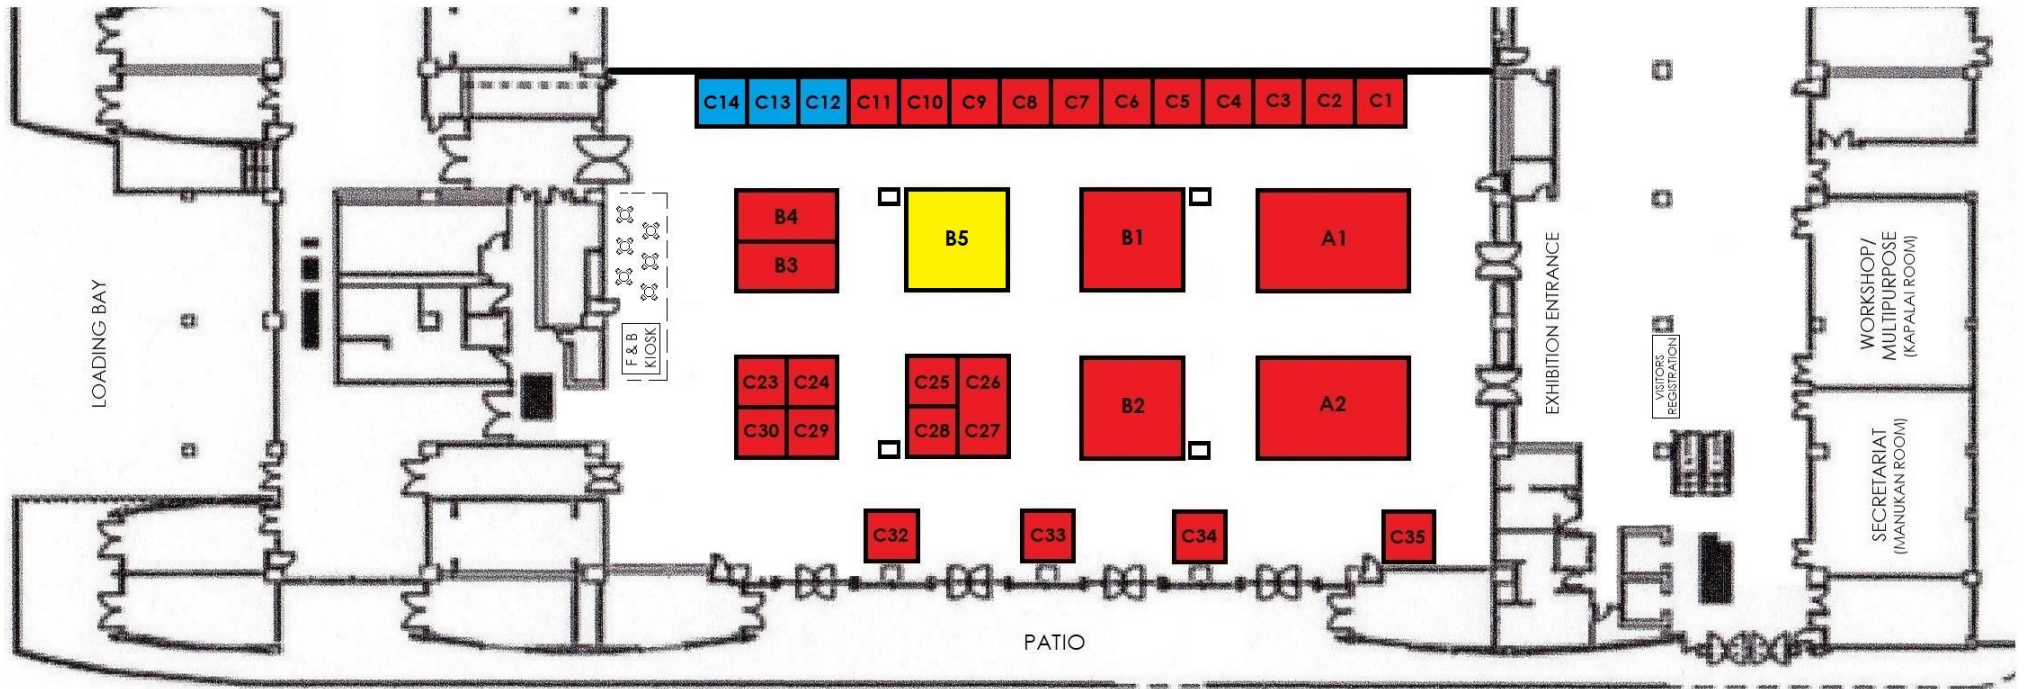 C14 C13 C12 C11 C10 C9 C8 C7 C6 C5 C4 C3 C2 C1
B4
B3
B5
B1
A1
C23 C24
C30 C29
C25 C26
C28 C27
B2
A2
C32
C33
C34
C35
LOADING BAY
F & B
KIOSK
PATIO
EXHIBITION ENTRANCE
VISITORS
REGISTRATION
WORKSHOP/
MULTIPURPOSE
(KAPALAI ROOM)
SECRETARIAT
(MANUKAN ROOM)